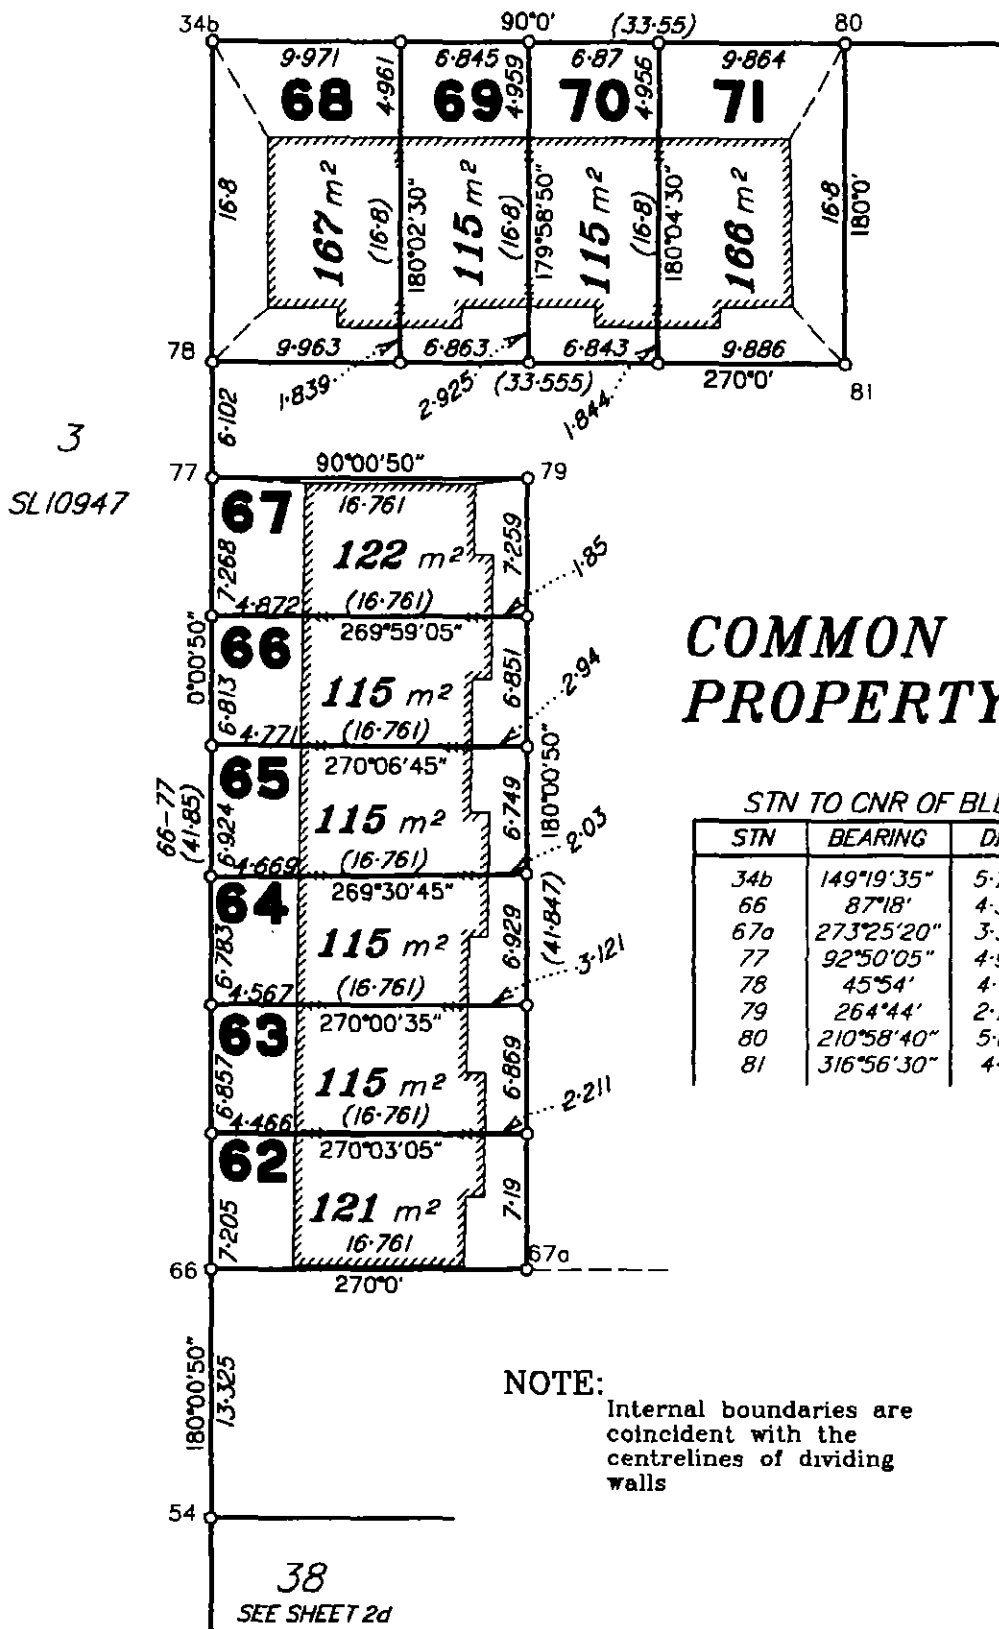 34b 90°0' (33·55) 80
9·971 6·845 6·87 9·864
4·961 4·959 4·956
68 69 70 71
16·8 167 m² (16·8) 180°02'30" 115 m² (16·8) 179°58'50" 115 m² (16·8) 180°04'30" 166 m² 16·8 180°0'
78 9·963 6·863 6·843 9·886
1·839 2·925 (33·555) 1·844 270°0' 81
6·102
3
SL10947
77 90°00'50" 79
67 16·761
7·268 122 m² 7·259
1·85
4·872 (16·761)
269°59'05"
66
0°00'50"
6·813 115 m² 6·851
2·94
4·771 (16·761)
270°06'45"
65
66-77
(41·85)
6·924 115 m² 6·749 180°00'50"
2·03
4·669 (16·761)
269°30'45"
64
6·783 115 m² 6·929 (41·847)
3·121
4·567 (16·761)
270°00'35"
63
6·857 115 m² 6·869
2·211
4·466 (16·761)
270°03'05"
62
7·205 121 m² 7·19
16·761
66 270°0' 67a
180°00'50" 13·325
54
38
SEE SHEET 2d
COMMON
PROPERTY
STN TO CNR OF BL
STN BEARING D
34b 149°19'35" 5·
66 87°18' 4·
67a 273°25'20" 3·
77 92°50'05" 4·
78 45°54' 4·
79 264°44' 2·
80 210°58'40" 5·
81 316°56'30" 4·
NOTE:
Internal boundaries are
coincident with the
centrelines of dividing
walls